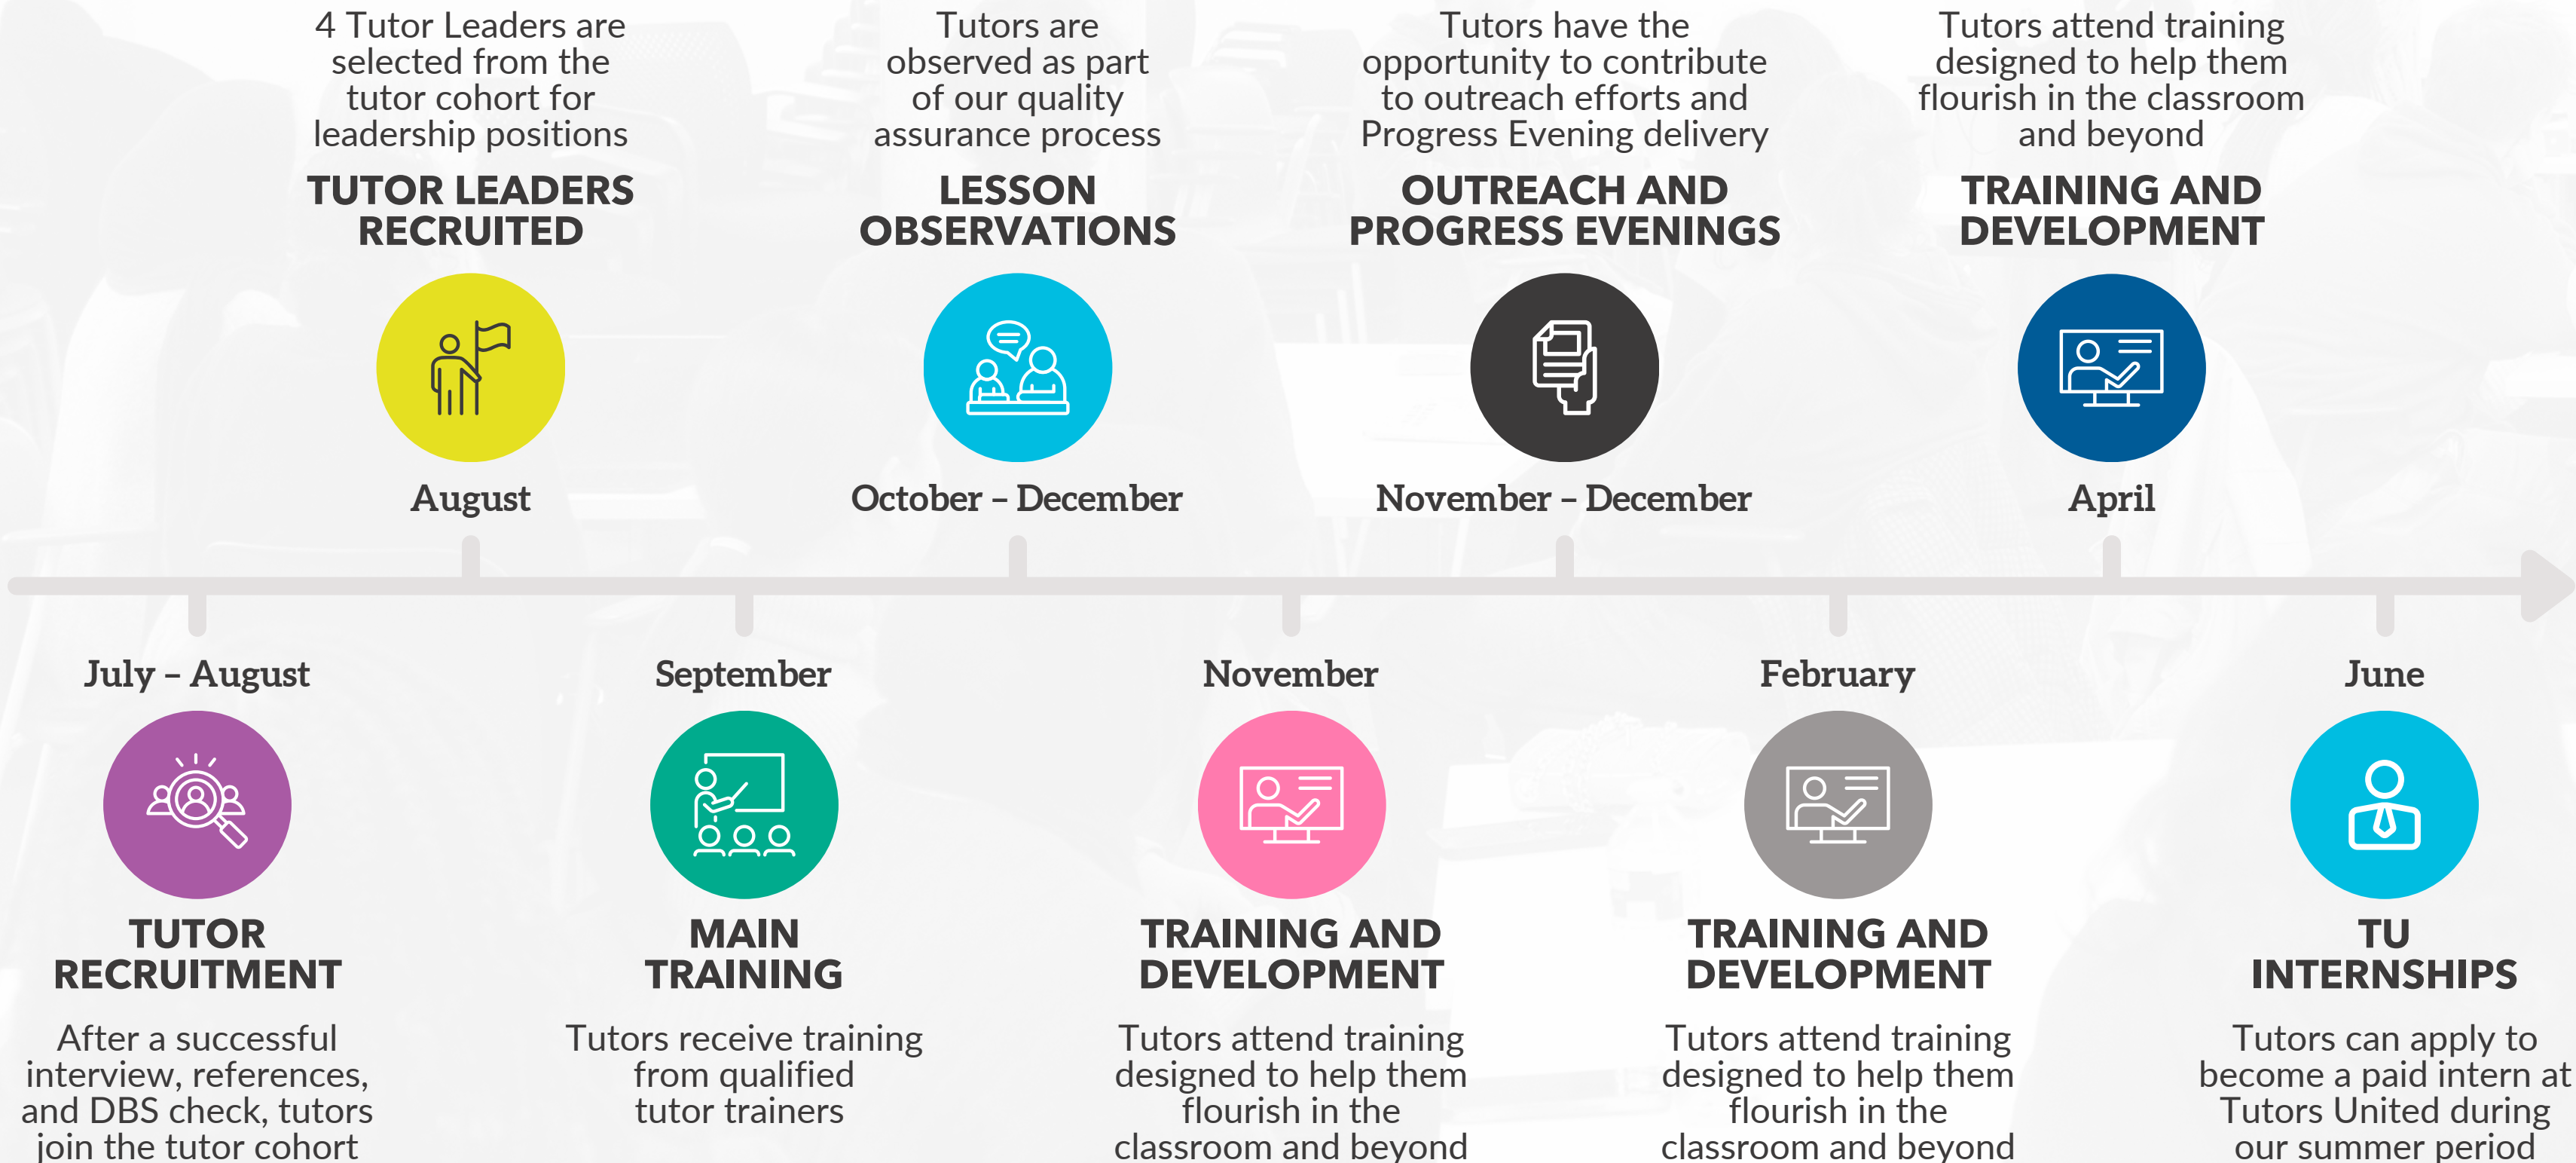 4 Tutor Leaders are
selected from the
tutor cohort for
leadership positions
TUTOR LEADERS
RECRUITED
August
Tutors are
observed as part
of our quality
assurance process
LESSON
OBSERVATIONS
October – December
Tutors have the
opportunity to contribute
to outreach efforts and
Progress Evening delivery
OUTREACH AND
PROGRESS EVENINGS
November – December
Tutors attend training
designed to help them
flourish in the classroom
and beyond
TRAINING AND
DEVELOPMENT
April
July – August
TUTOR
RECRUITMENT
After a successful
interview, references,
and DBS check, tutors
join the tutor cohort
September
MAIN
TRAINING
Tutors receive training
from qualified
tutor trainers
November
TRAINING AND
DEVELOPMENT
Tutors attend training
designed to help them
flourish in the
classroom and beyond
February
TRAINING AND
DEVELOPMENT
Tutors attend training
designed to help them
flourish in the
classroom and beyond
June
TU
INTERNSHIPS
Tutors can apply to
become a paid intern at
Tutors United during
our summer period